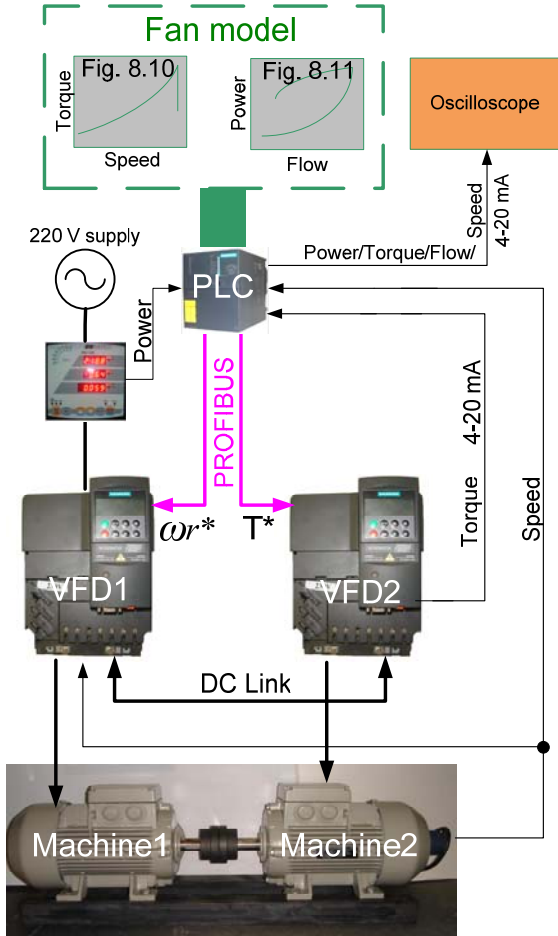 Fan model
Fig. 8.10
Torque
Speed
Fig. 8.11
Power
Flow
Oscilloscope
Speed
4-20 mA
Power/Torque/Flow/
220 V supply
PLC
Power
PROFIBUS
4-20 mA
Torque
Speed
ωr*
T*
VFD1
VFD2
DC Link
Machine1
Machine2